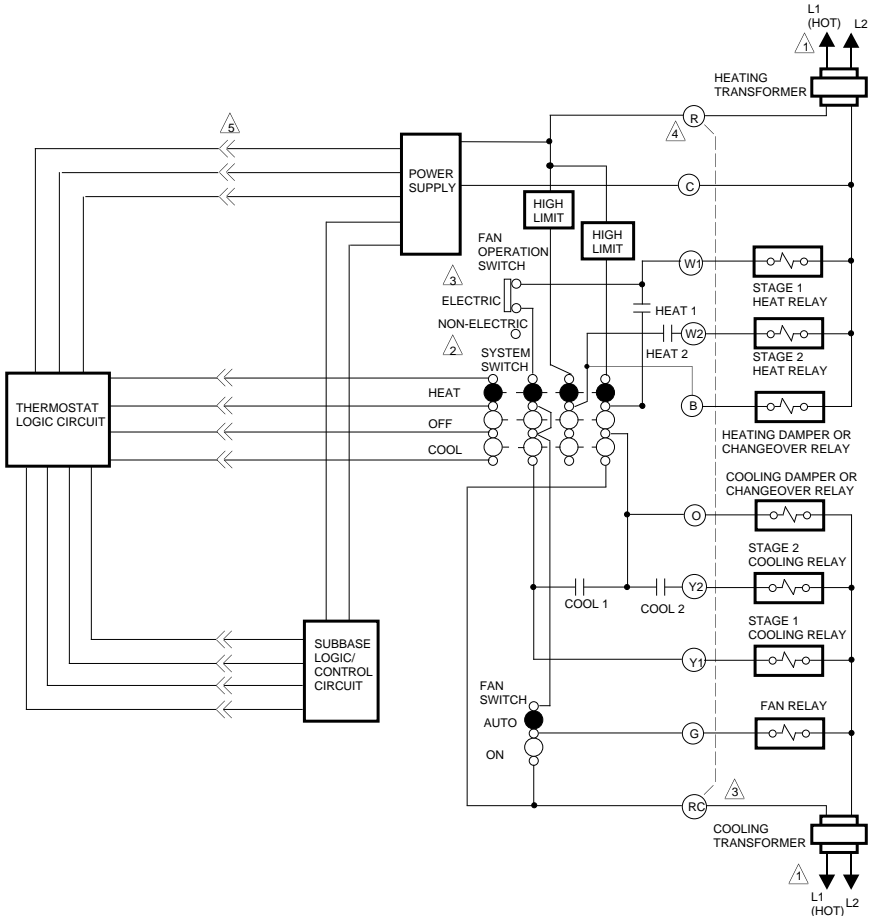 L1
(HOT)
L2
1
HEATING
TRANSFORMER
5
R
4
POWER
SUPPLY
C
HIGH
LIMIT
HIGH
LIMIT
FAN
OPERATION
SWITCH
W1
3
ELECTRIC
STAGE 1
HEAT RELAY
HEAT 1
NON-ELECTRIC
2
W2
HEAT 2
SYSTEM
SWITCH
STAGE 2
HEAT RELAY
HEAT
THERMOSTAT
LOGIC CIRCUIT
B
OFF
HEATING DAMPER OR
CHANGEOVER RELAY
COOL
COOLING DAMPER OR
CHANGEOVER RELAY
O
STAGE 2
COOLING RELAY
Y2
COOL 1
COOL 2
STAGE 1
COOLING RELAY
SUBBASE
LOGIC/
CONTROL
CIRCUIT
Y1
FAN
SWITCH
FAN RELAY
AUTO
G
ON
3
RC
COOLING
TRANSFORMER
1
L1
(HOT)
L2